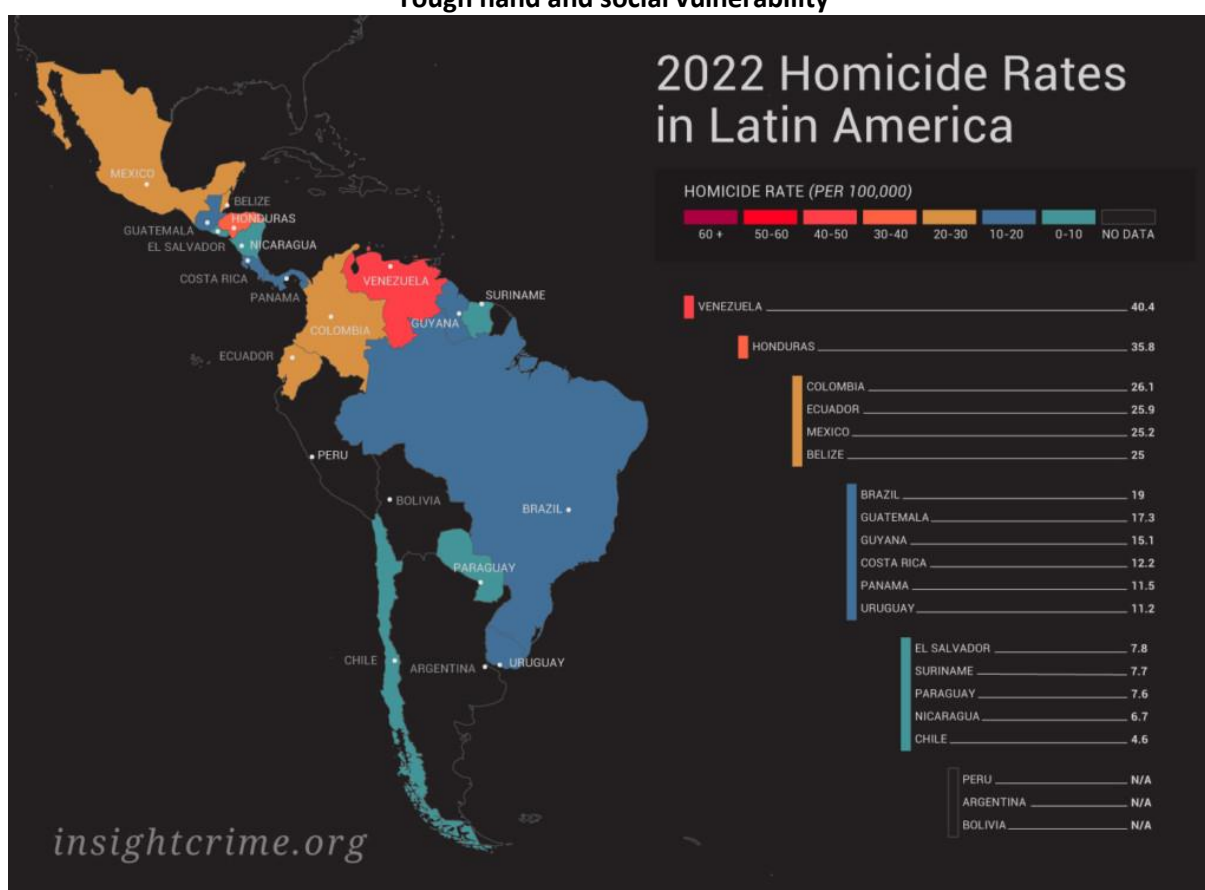 Tough hand and social vulnerability
2022 Homicide Rates
in Latin America
HOMICIDE RATE (PER 100,000)
60 + 50-60 40-50 30-40 20-30 10-20 0-10 NO DATA
MEXICO
BELIZE
HONDURAS
GUATEMALA
EL SALVADOR
NICARAGUA
COSTA RICA
PANAMA
VENEZUELA
SURINAME
GUYANA
COLOMBIA
ECUADOR
PERU
BOLIVIA
BRAZIL
PARAGUAY
CHILE
ARGENTINA
URUGUAY
VENEZUELA 40.4
HONDURAS 35.8
COLOMBIA 26.1
ECUADOR 25.9
MEXICO 25.2
BELIZE 25
BRAZIL 19
GUATEMALA 17.3
GUYANA 15.1
COSTA RICA 12.2
PANAMA 11.5
URUGUAY 11.2
EL SALVADOR 7.8
SURINAME 7.7
PARAGUAY 7.6
NICARAGUA 6.7
CHILE 4.6
PERU N/A
ARGENTINA N/A
BOLIVIA N/A
insightcrime.org